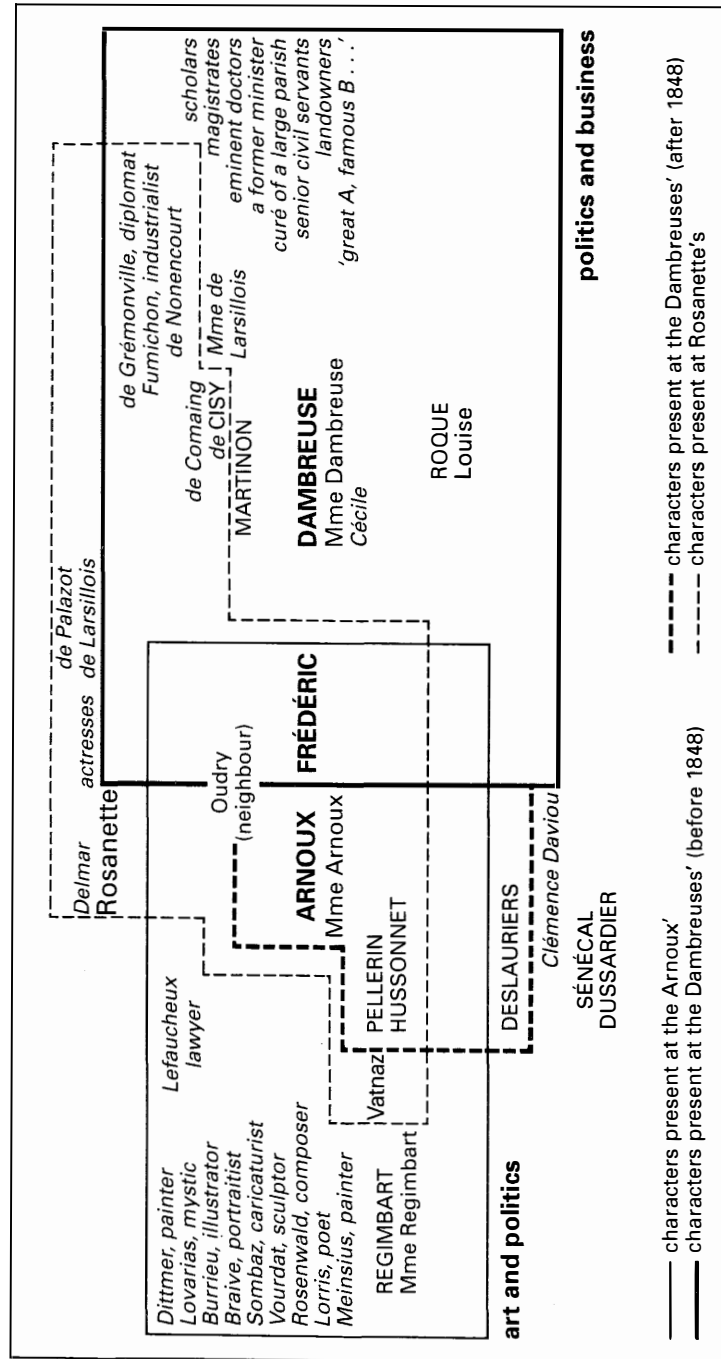 Dittmer, painter
Lovarias, mystic
Burrieu, illustrator
Braive, portraitist
Sombaz, caricaturist
Vourdat, sculptor
Rosenwald, composer
Lorris, poet
Meinsius, painter
REGIMBART
Mme Regimbart
art and politics
Lefaucheux
lawyer
Vatnaz
PELLERIN
HUSSONNET
DESLAURIERS
Clémence Daviou
SÉNÉCAL
DUSSARDIER
Delmar
Rosanette
Oudry
(neighbour)
ARNOUX
Mme Arnoux
FRÉDÉRIC
actresses
de Palazot
de Larsillois
de Grémonville, diplomat
Fumichon, industrialist
de Nonencourt
de Comaing
de CISY
Mme de
Larsillois
MARTINON
DAMBREUSE
Mme Dambreuse
Cécile
ROQUE
Louise
scholars
magistrates
eminent doctors
a former minister
curé of a large parish
senior civil servants
landowners
'great A, famous B . . .'
politics and business
characters present at the Arnoux'
characters present at the Dambreuses' (before 1848)
characters present at the Dambreuses' (after 1848)
characters present at Rosanette's